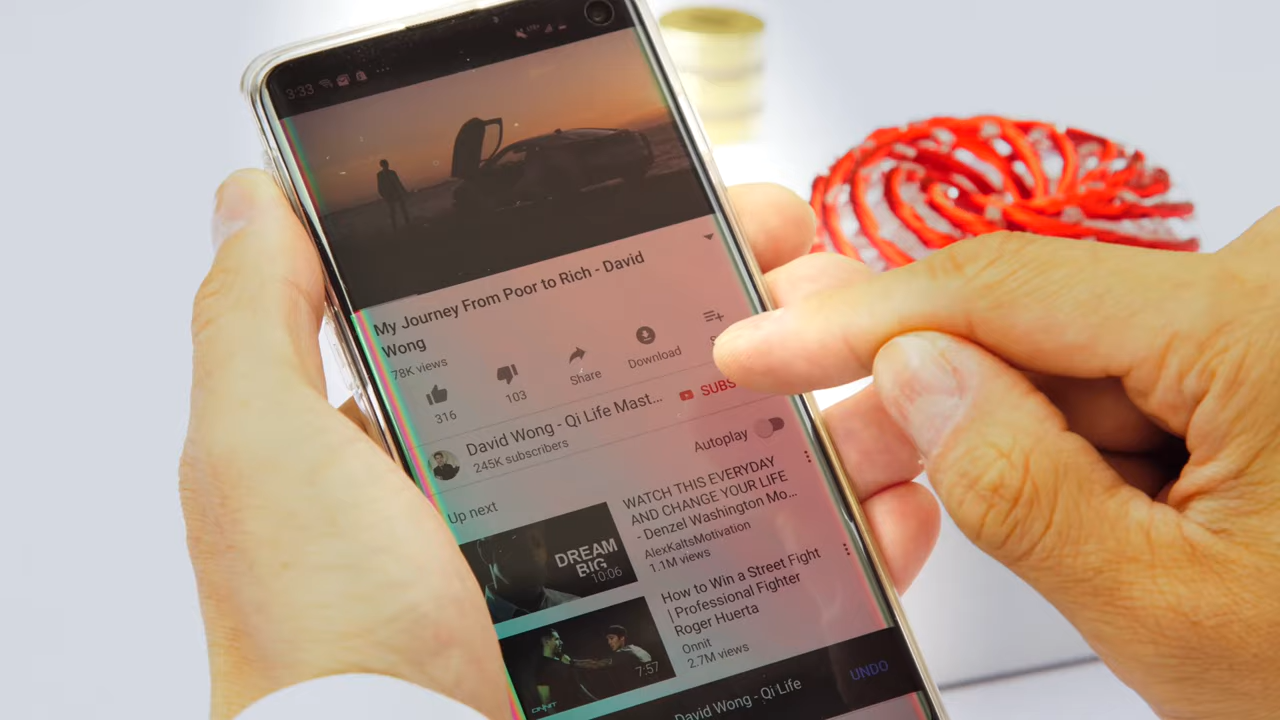 3:33
My Journey From Poor to Rich - David
Wong
78K views
316
103
Share
Download
David Wong - Qi Life Mast...
SUBS
245K subscribers
Autoplay
Up next
DREAM
BIG
10:06
WATCH THIS EVERYDAY
AND CHANGE YOUR LIFE
- Denzel Washington Mo...
AlexKaltsMotivation
1.1M views
7:57
ONNIT
How to Win a Street Fight
| Professional Fighter
Roger Huerta
Onnit
2.7M views
David Wong - Qi Life
UNDO